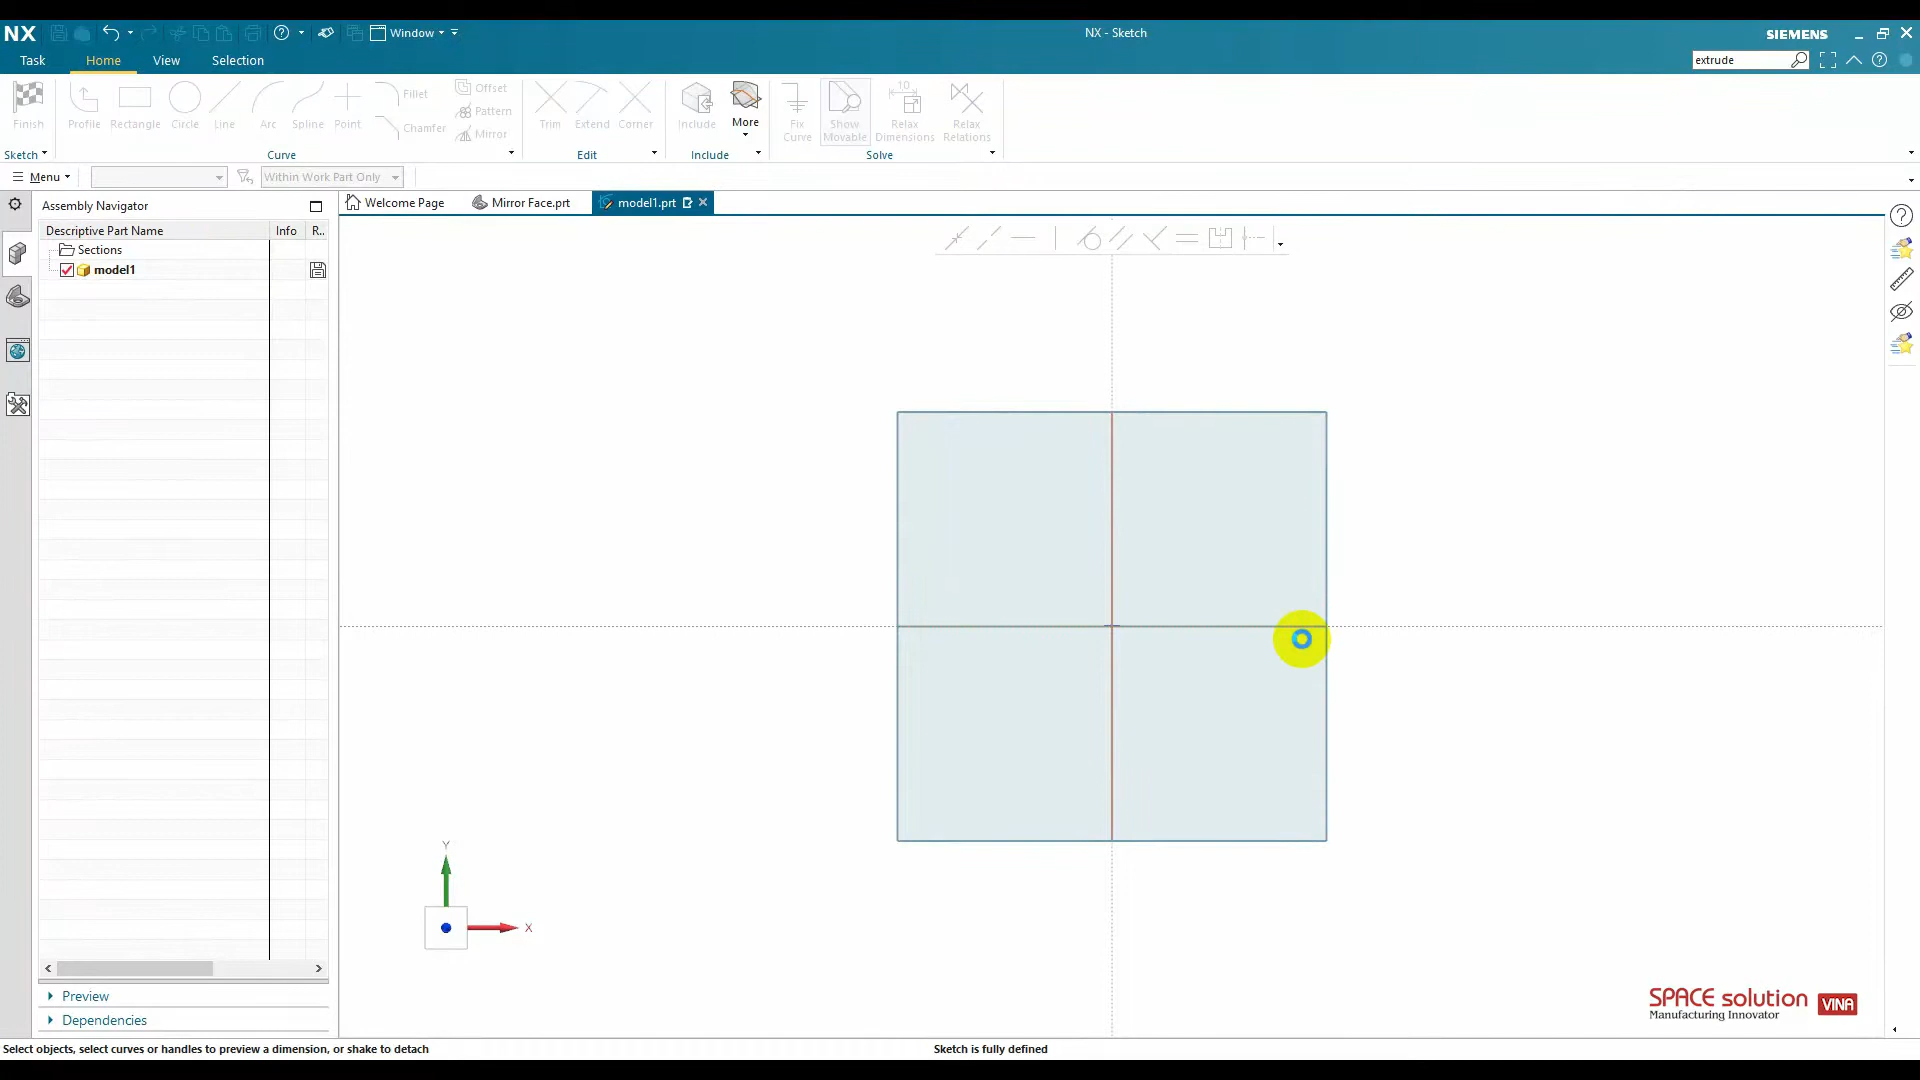 NX
Window
NX - Sketch
SIEMENS
Task
Home
View
Selection
extrude
Finish
Profile
Rectangle
Circle
Line
Arc
Spline
Point
Fillet
Chamfer
Offset
Pattern
Mirror
Trim
Extend
Corner
Include
More
Fix
Curve
Show
Movable
10
Relax
Dimensions
Relax
Relations
Sketch
Curve
Edit
Include
Solve
Menu
Within Work Part Only
Assembly Navigator
Welcome Page
Mirror Face.prt
model1.prt
Descriptive Part Name
Info
R..
Sections
model1
Y
X
Preview
Dependencies
SPACE solution VINA
Manufacturing Innovator
Select objects, select curves or handles to preview a dimension, or shake to detach
Sketch is fully defined